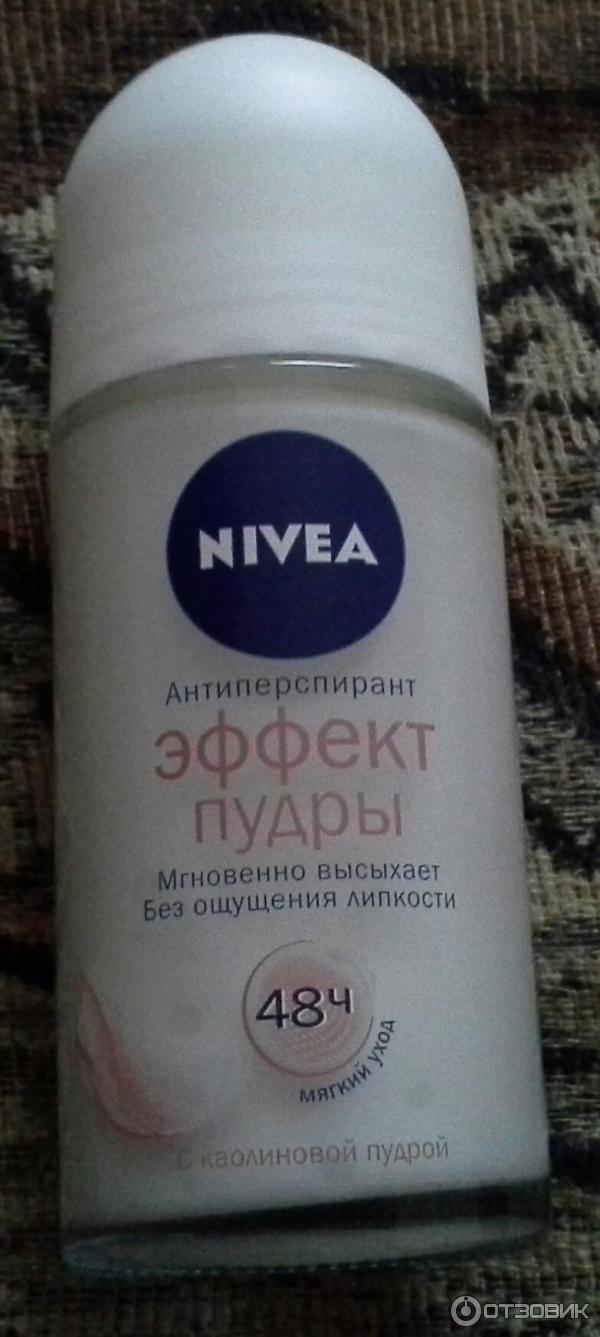 NIVEA
Антиперспирант
эффект
пудры
Мгновенно высыхает
Без ощущения липкости
48ч
мягкий уход
С каолиновой пудрой
ОТЗОВИК